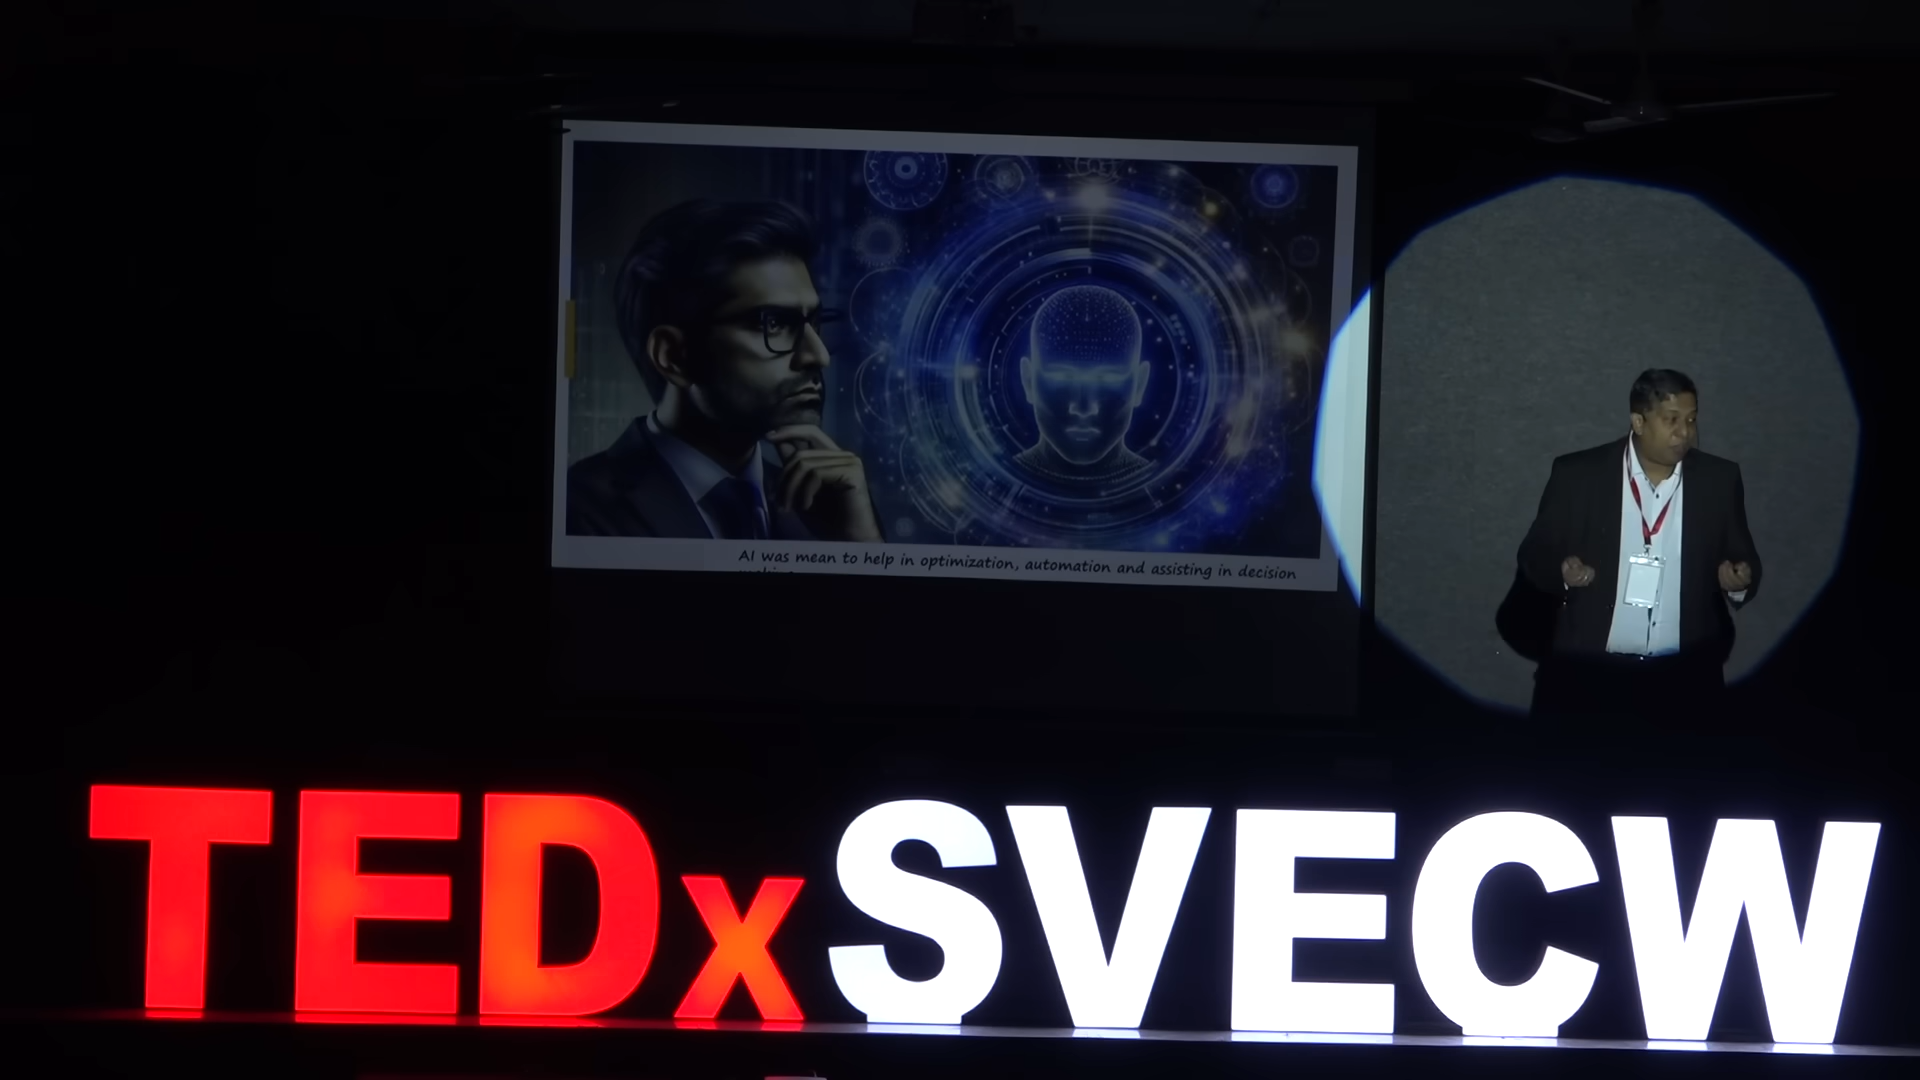 AI was mean to help in optimization, automation and assisting in decision
TEDxSVECW